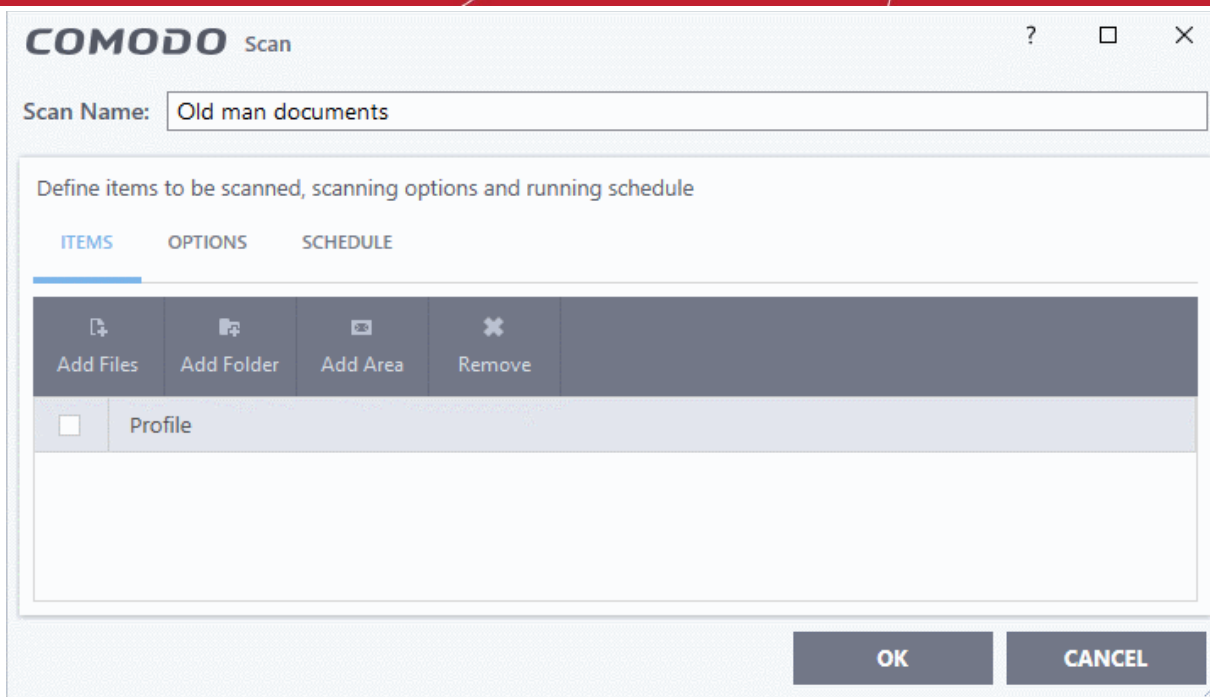 COMODO Scan ?
Scan Name: Old man documents
Define items to be scanned, scanning options and running schedule
ITEMS OPTIONS SCHEDULE
Add Files Add Folder Add Area Remove
Profile
OK CANCEL